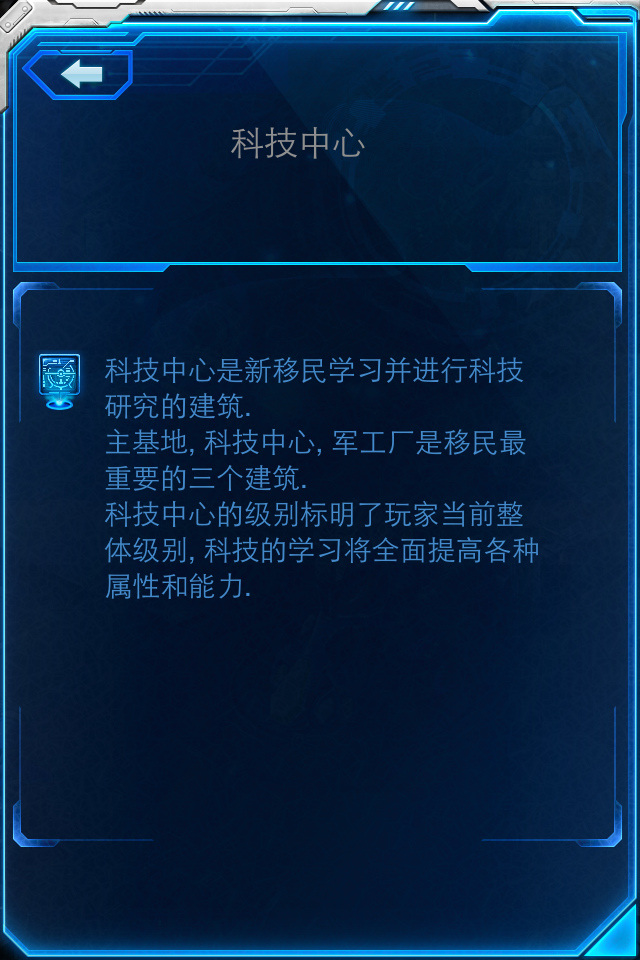 科技中心
科技中心是新移民学习并进行科技
研究的建筑.
主基地,科技中心,军工厂是移民最
重要的三个建筑.
科技中心的级别标明了玩家当前整
体级别,科技的学习将全面提高各种
属性和能力.